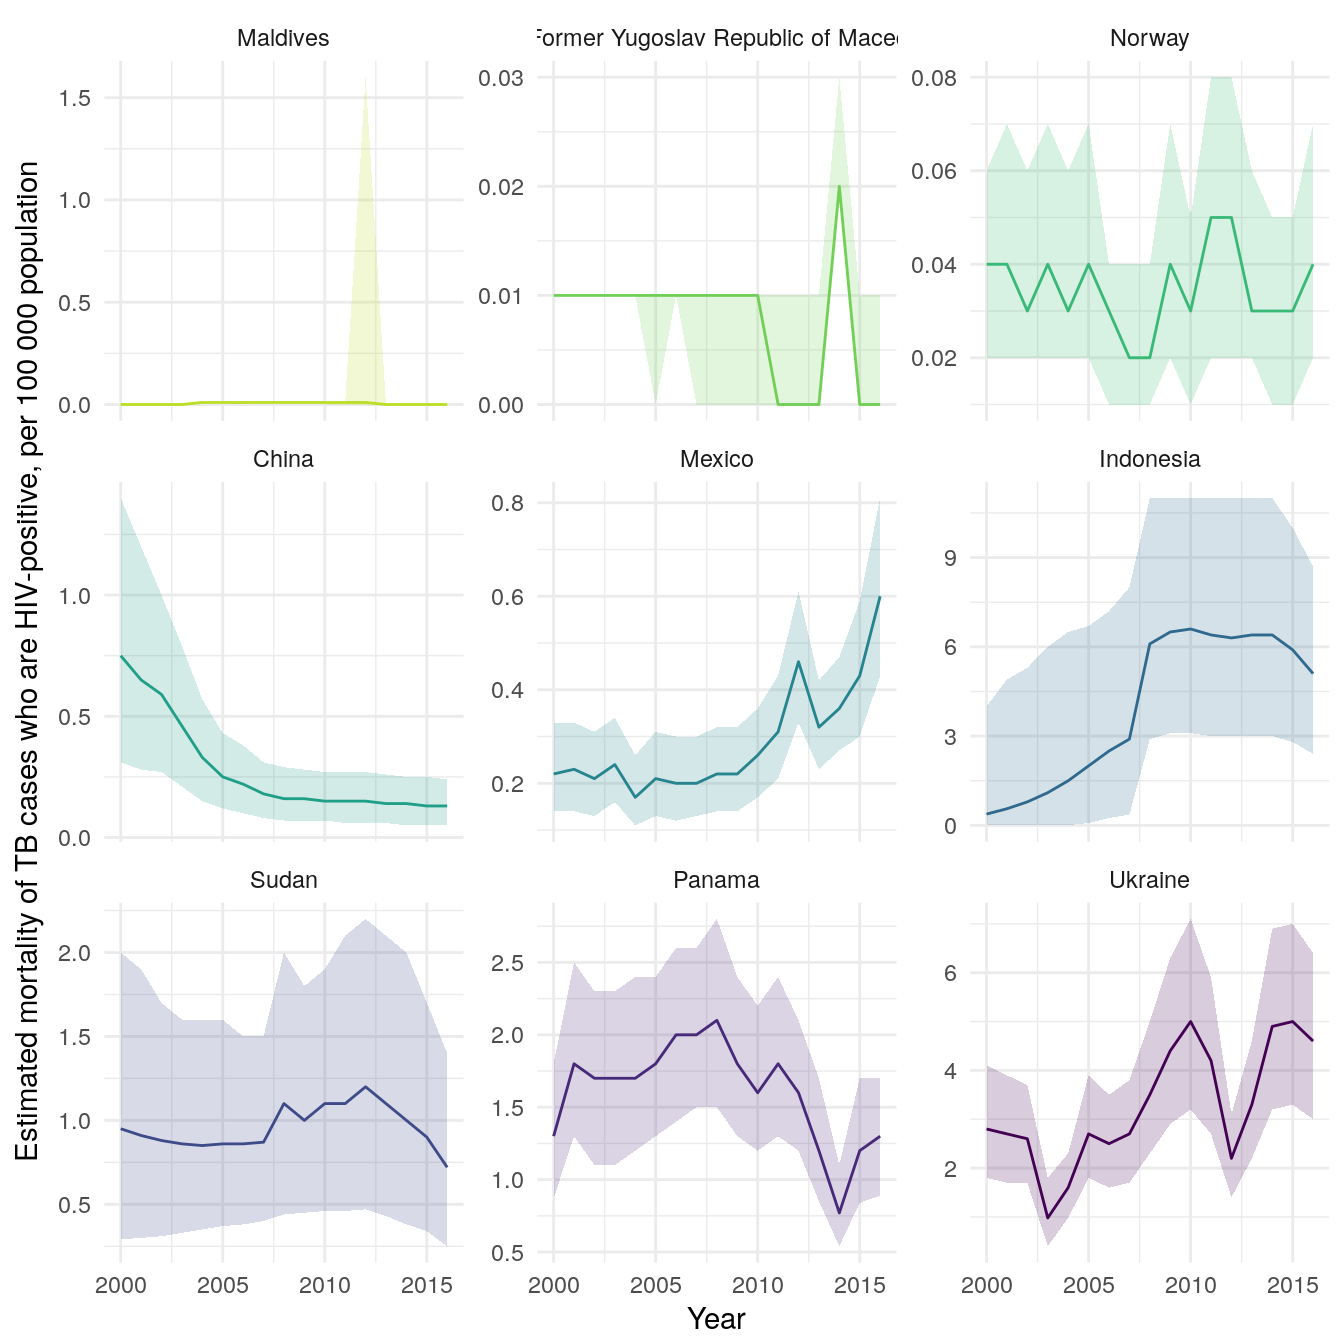 Estimated mortality of TB cases who are HIV-positive, per 100 000 population
Maldives
1.5
1.0
0.5
0.0
Former Yugoslav Republic of Mace
0.03
0.02
0.01
0.00
Norway
0.08
0.06
0.04
0.02
China
1.0
0.5
0.0
Mexico
0.8
0.6
0.4
0.2
Indonesia
9
6
3
0
Sudan
2.0
1.5
1.0
0.5
2000 2005 2010 2015
Panama
2.5
2.0
1.5
1.0
0.5
2000 2005 2010 2015
Ukraine
6
4
2
2000 2005 2010 2015
Year